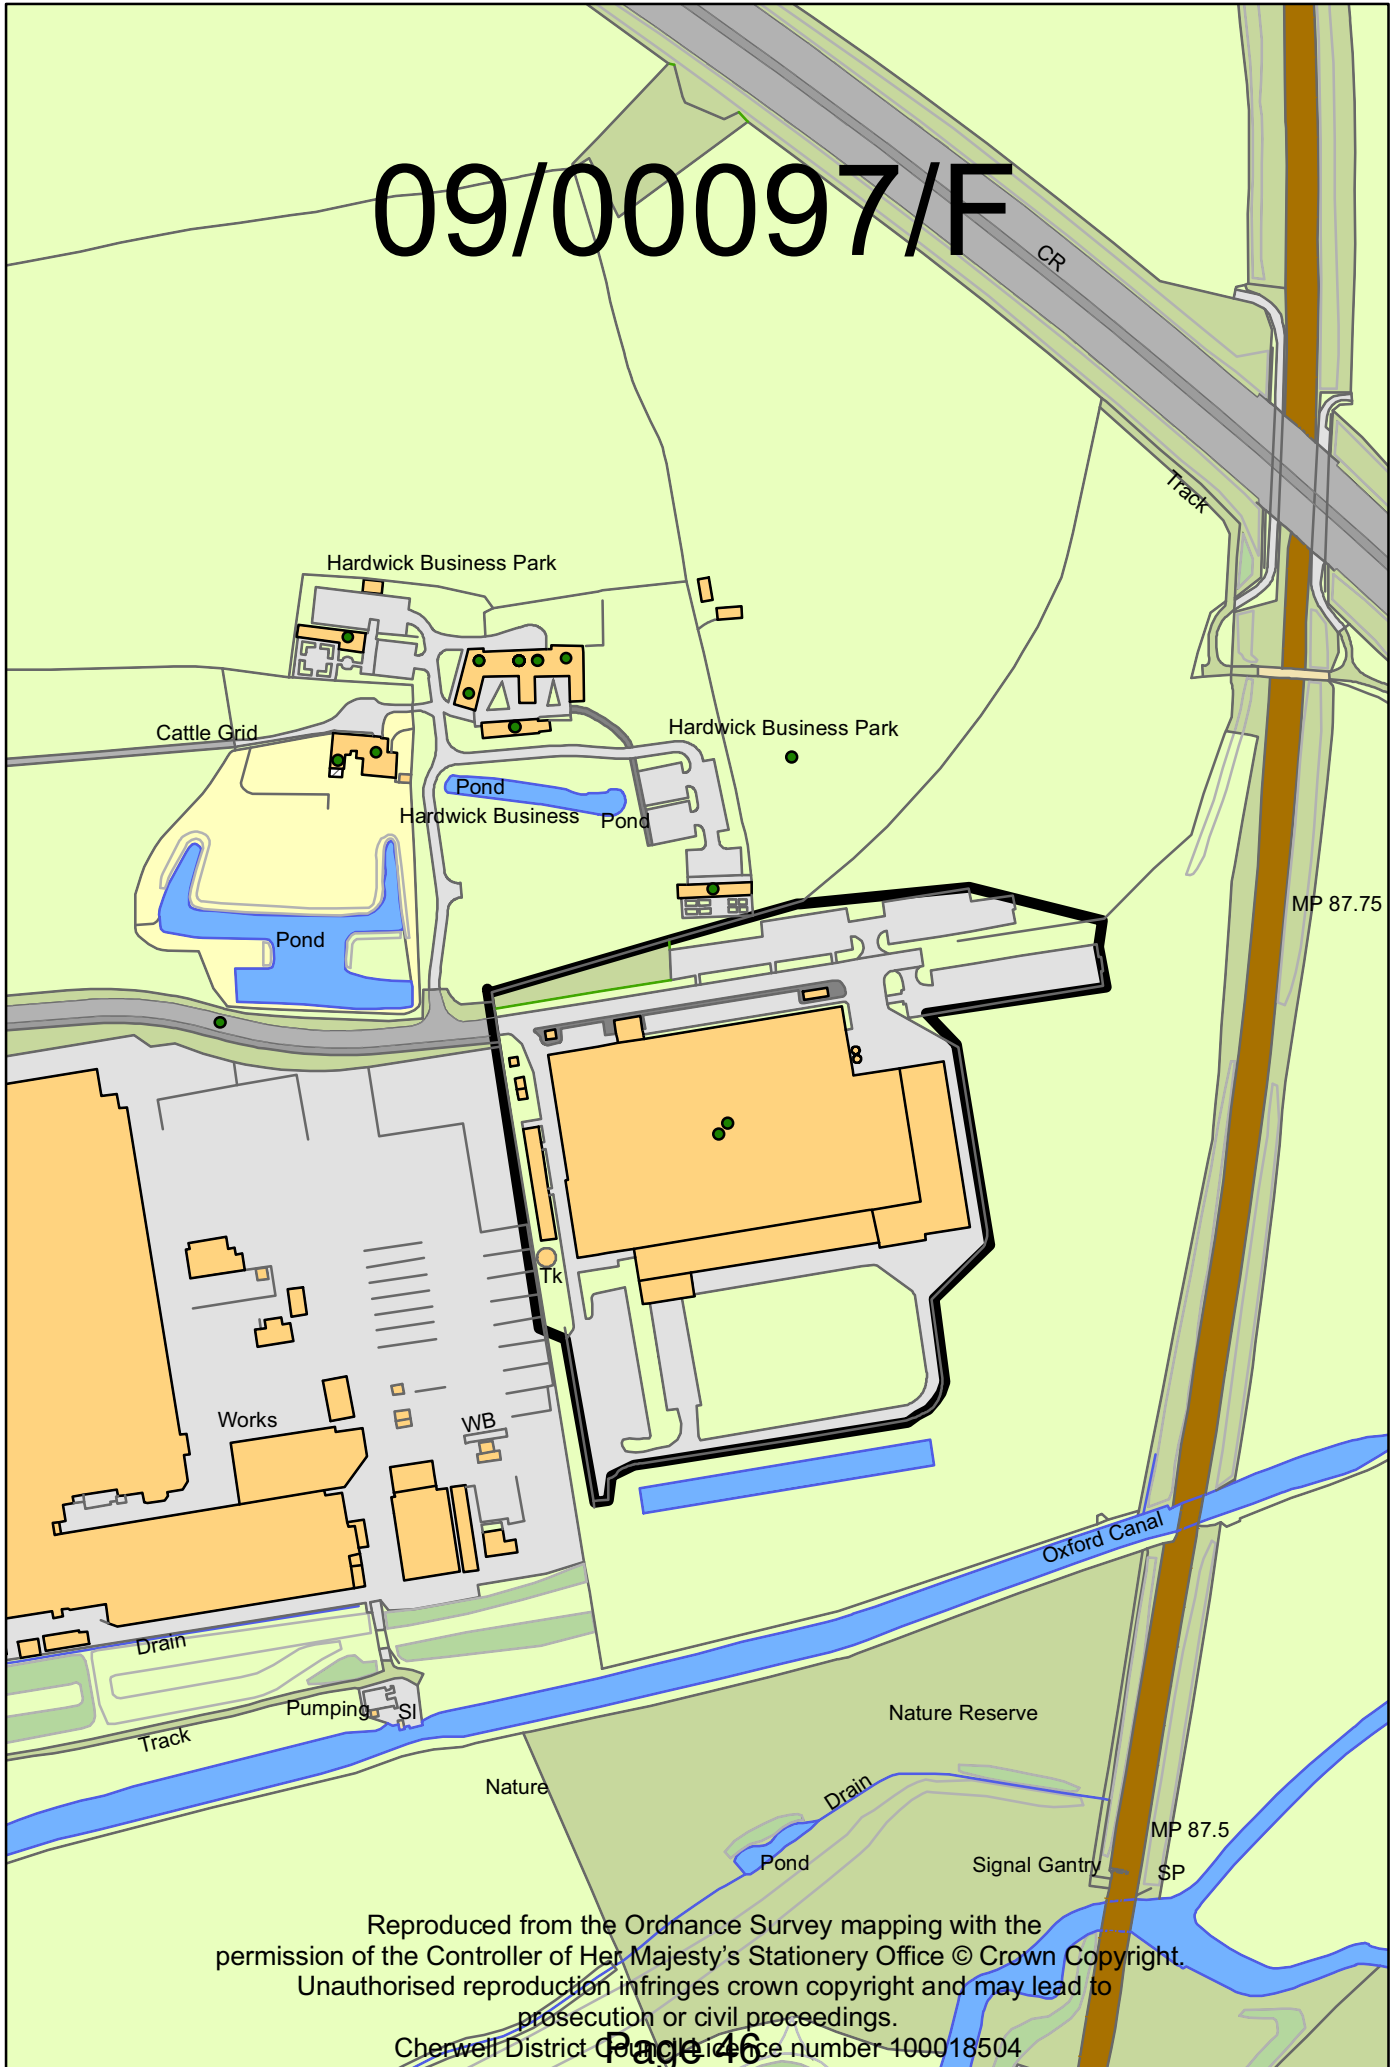 09/00097/F
CR
Track
Hardwick Business Park
Cattle Grid
Hardwick Business Park
Pond
Hardwick Business
Pond
MP 87.75
Pond
Tk
Works
WB
Oxford Canal
Drain
Pumping
Sl
Nature Reserve
Track
Nature
Drain
MP 87.5
Pond
Signal Gantry
SP
Reproduced from the Ordnance Survey mapping with the
permission of the Controller of Her Majesty's Stationery Office © Crown Copyright.
Unauthorised reproduction infringes crown copyright and may lead to
prosecution or civil proceedings.
Cherwell District Council Licence number 100018504
Page 46